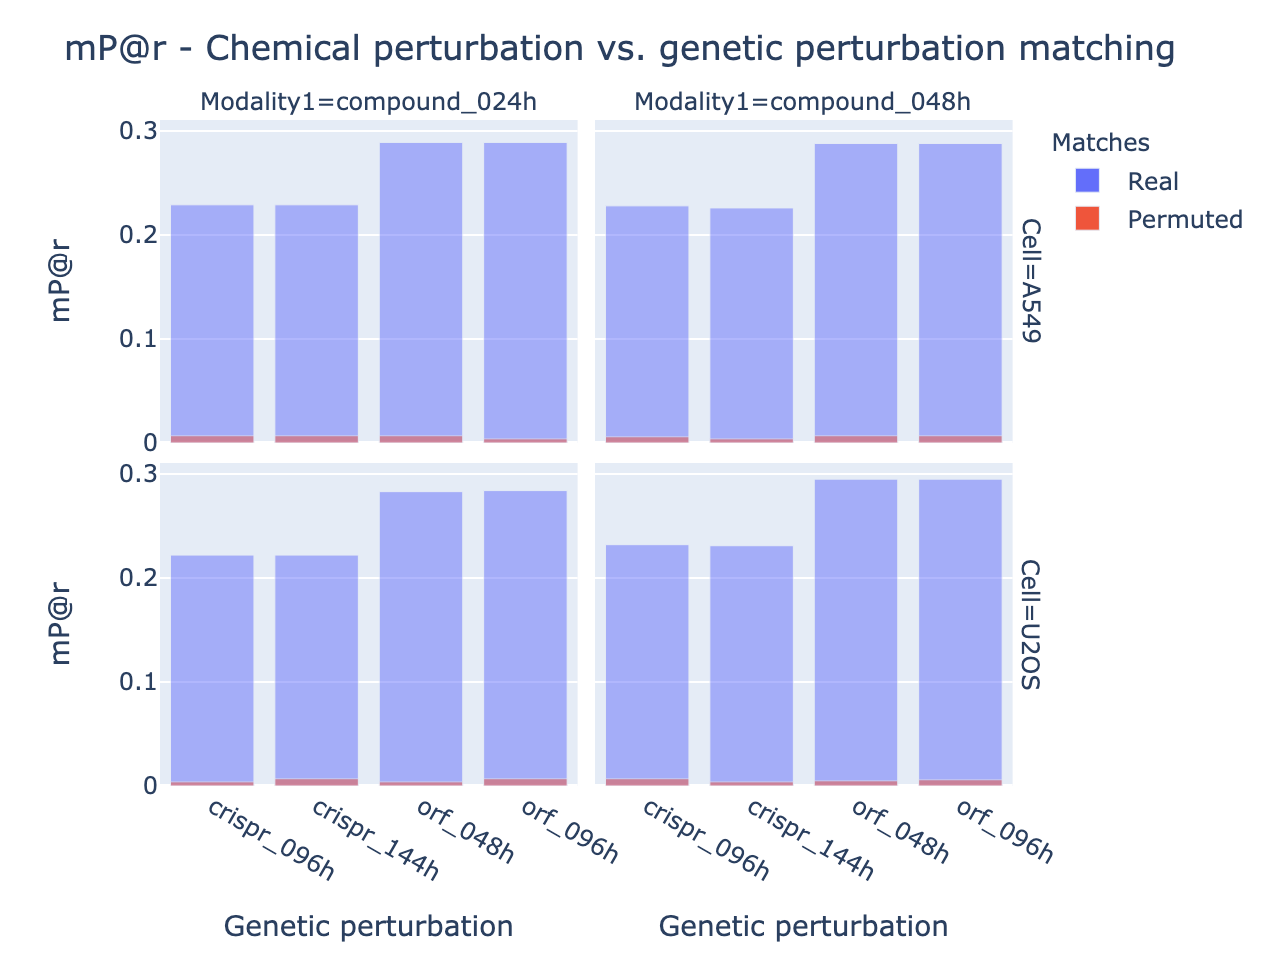 mP@r - Chemical perturbation vs. genetic perturbation matching
Modality1=compound_024h
Modality1=compound_048h
Matches
Real
Permuted
0.3
0.2
0.1
0
mP@r
Cell=A549
0.3
0.2
0.1
0
mP@r
Cell=U2OS
crispr_096h
crispr_144h
orf_048h
orf_096h
crispr_096h
crispr_144h
orf_048h
orf_096h
Genetic perturbation
Genetic perturbation